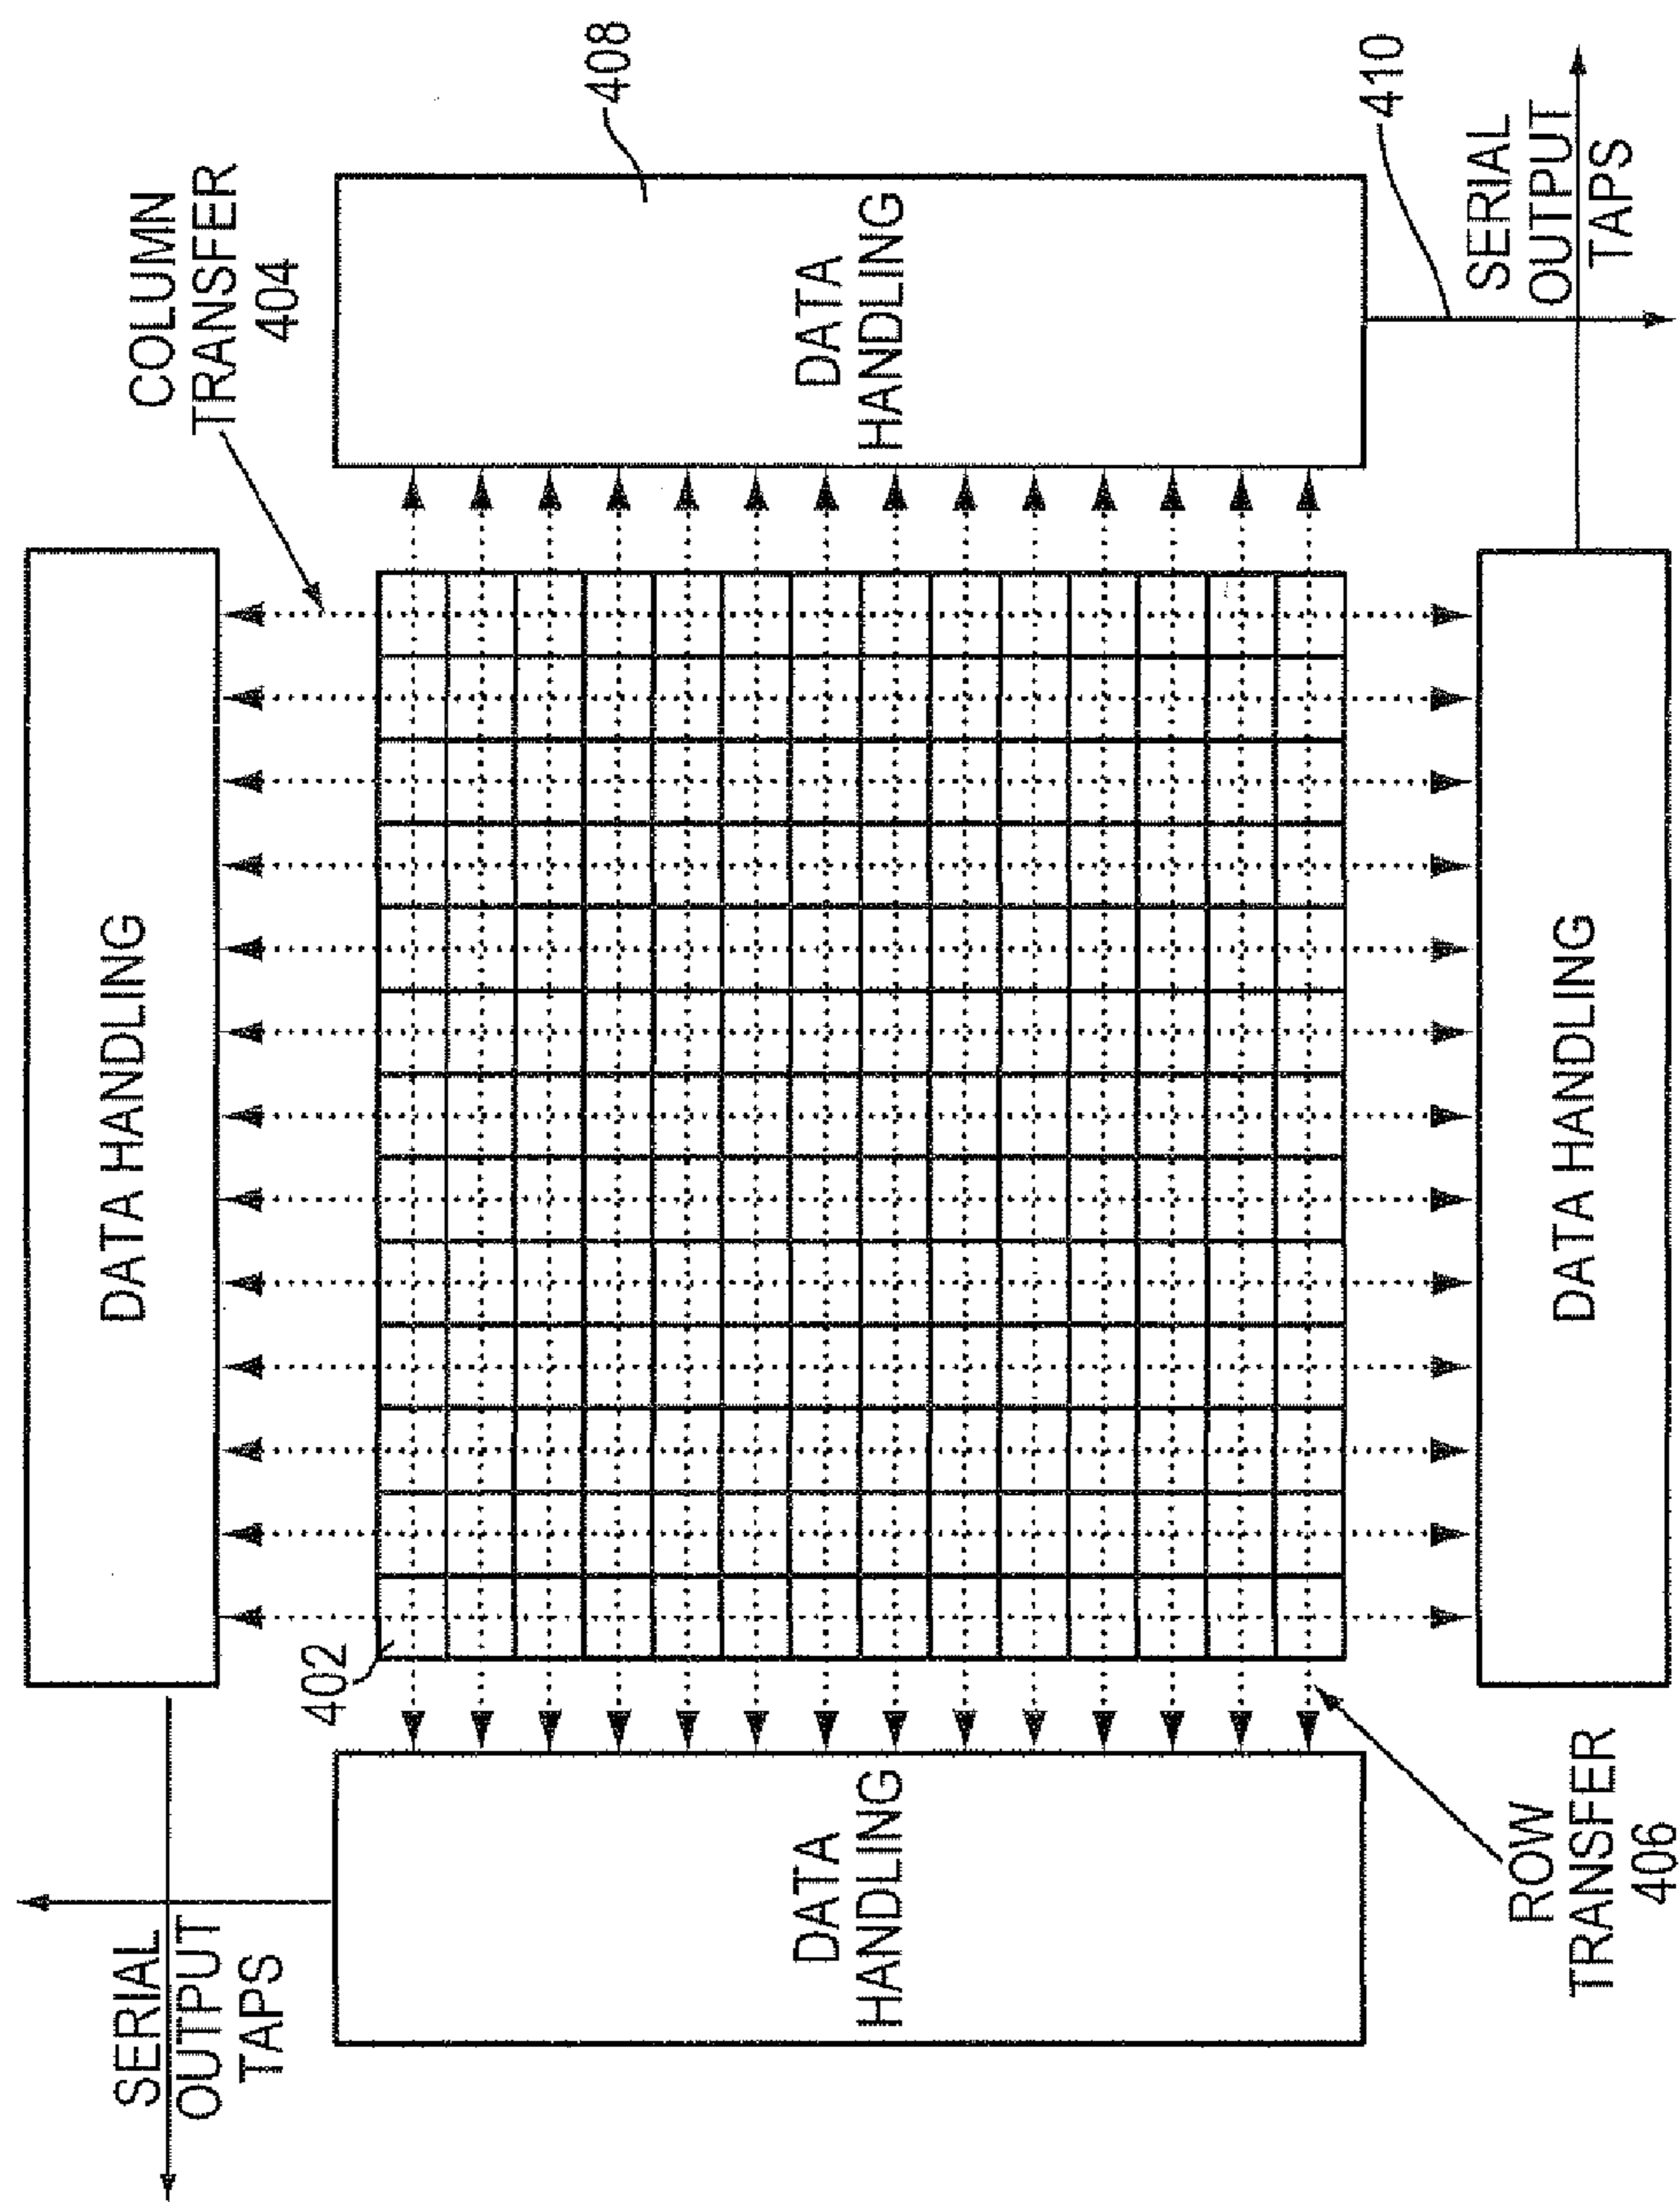 SERIAL
OUTPUT
TAPS
DATA HANDLING
COLUMN
TRANSFER
404
402
408
DATA
HANDLING
DATA
HANDLING
410
ROW
TRANSFER
406
DATA HANDLING
SERIAL
OUTPUT
TAPS